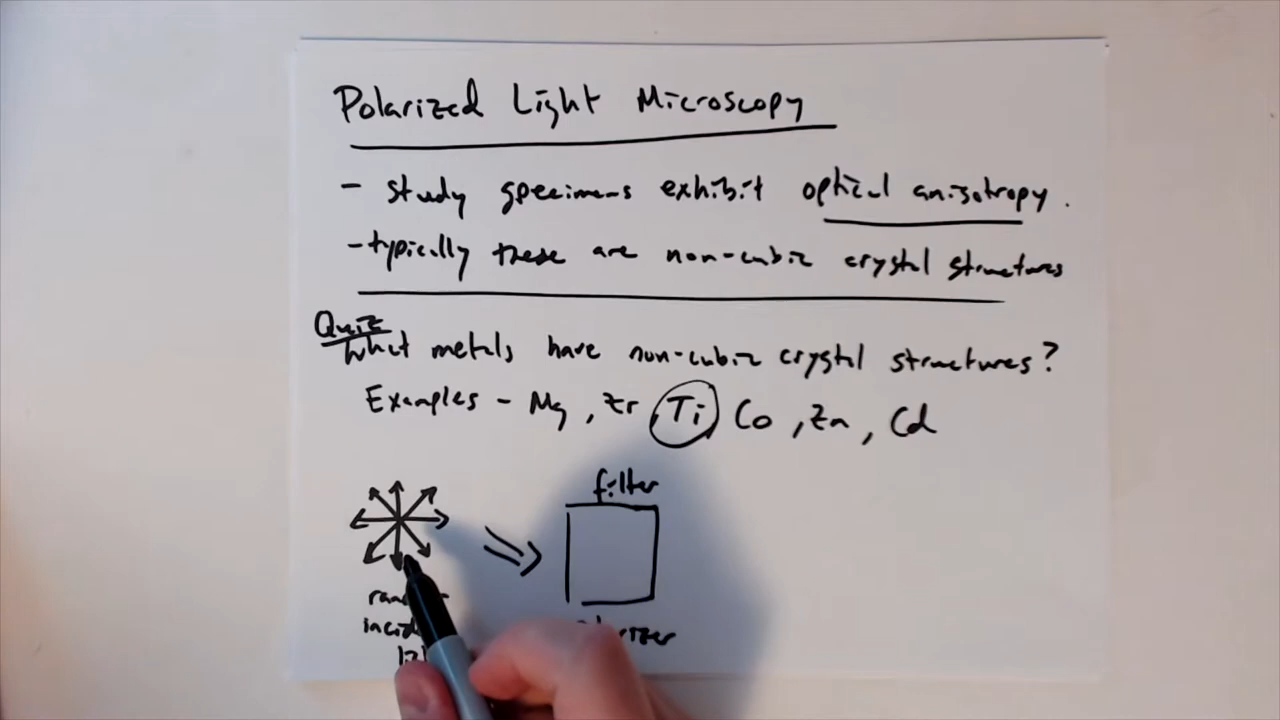 Polarized Light Microscopy
- study specimens exhibit optical anisotropy.
- typically these are non-cubic crystal structures
Quiz
What metals have non-cubic crystal structures?
Examples - Mg, Zr, Ti Co, Zn, Cd
filter